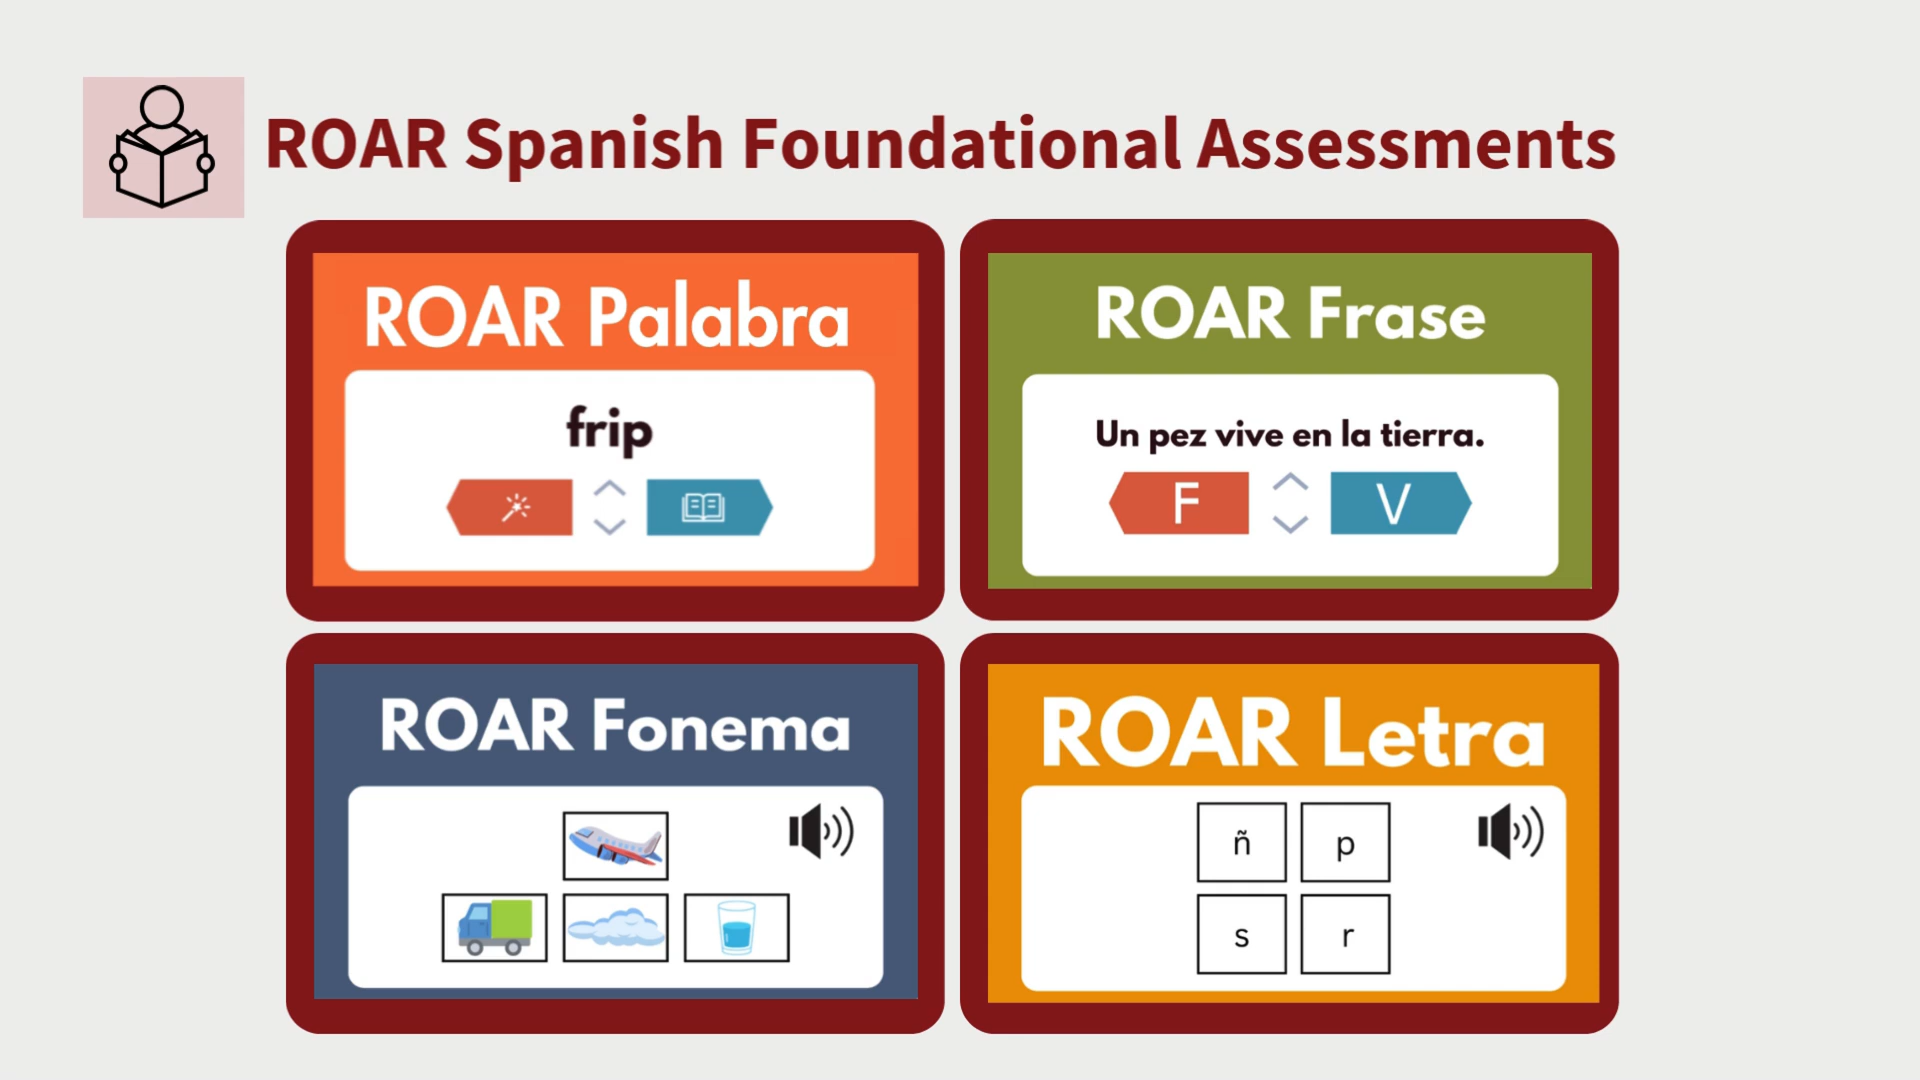 ROAR Spanish Foundational Assessments
ROAR Palabra
frip
ROAR Frase
Un pez vive en la tierra.
F V
ROAR Fonema
ROAR Letra
ñ p
s r